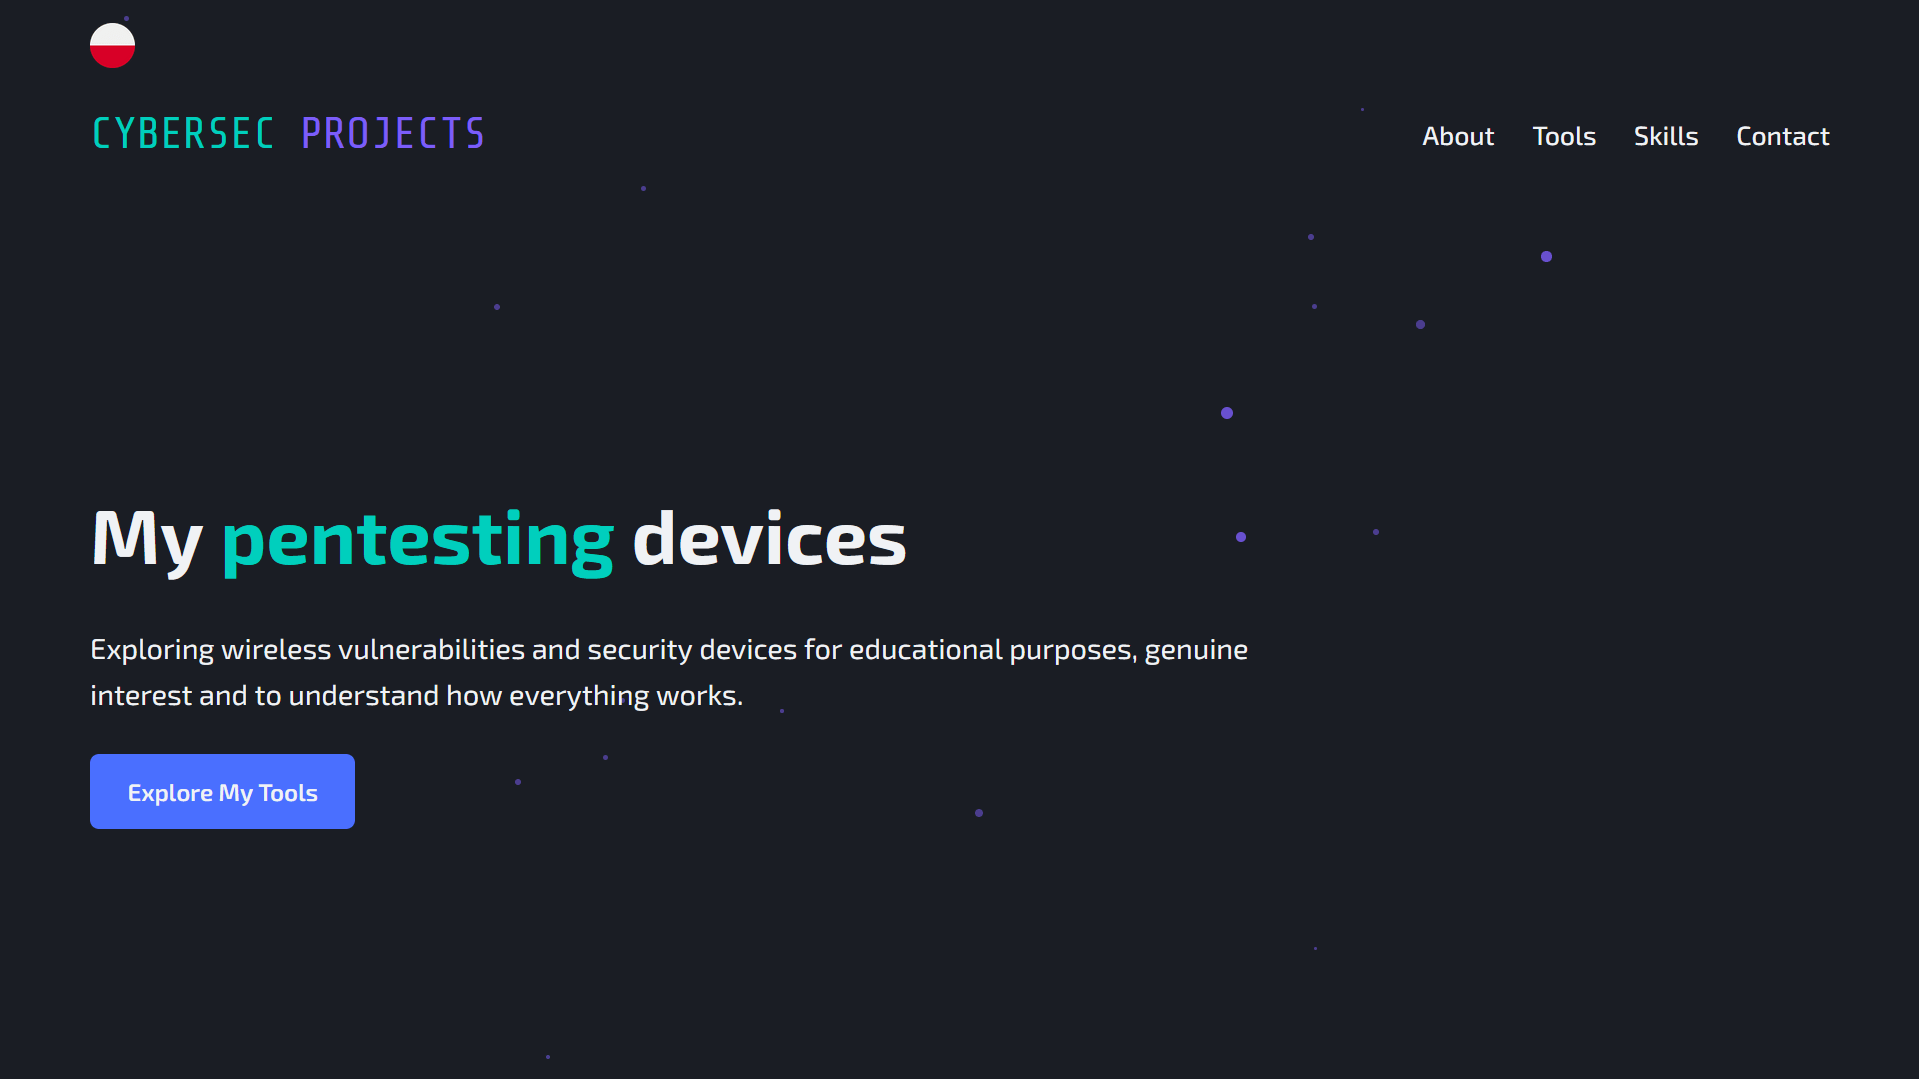 CYBERSEC PROJECTS
About Tools Skills Contact
My pentesting devices
Exploring wireless vulnerabilities and security devices for educational purposes, genuine
interest and to understand how everything works.
Explore My Tools